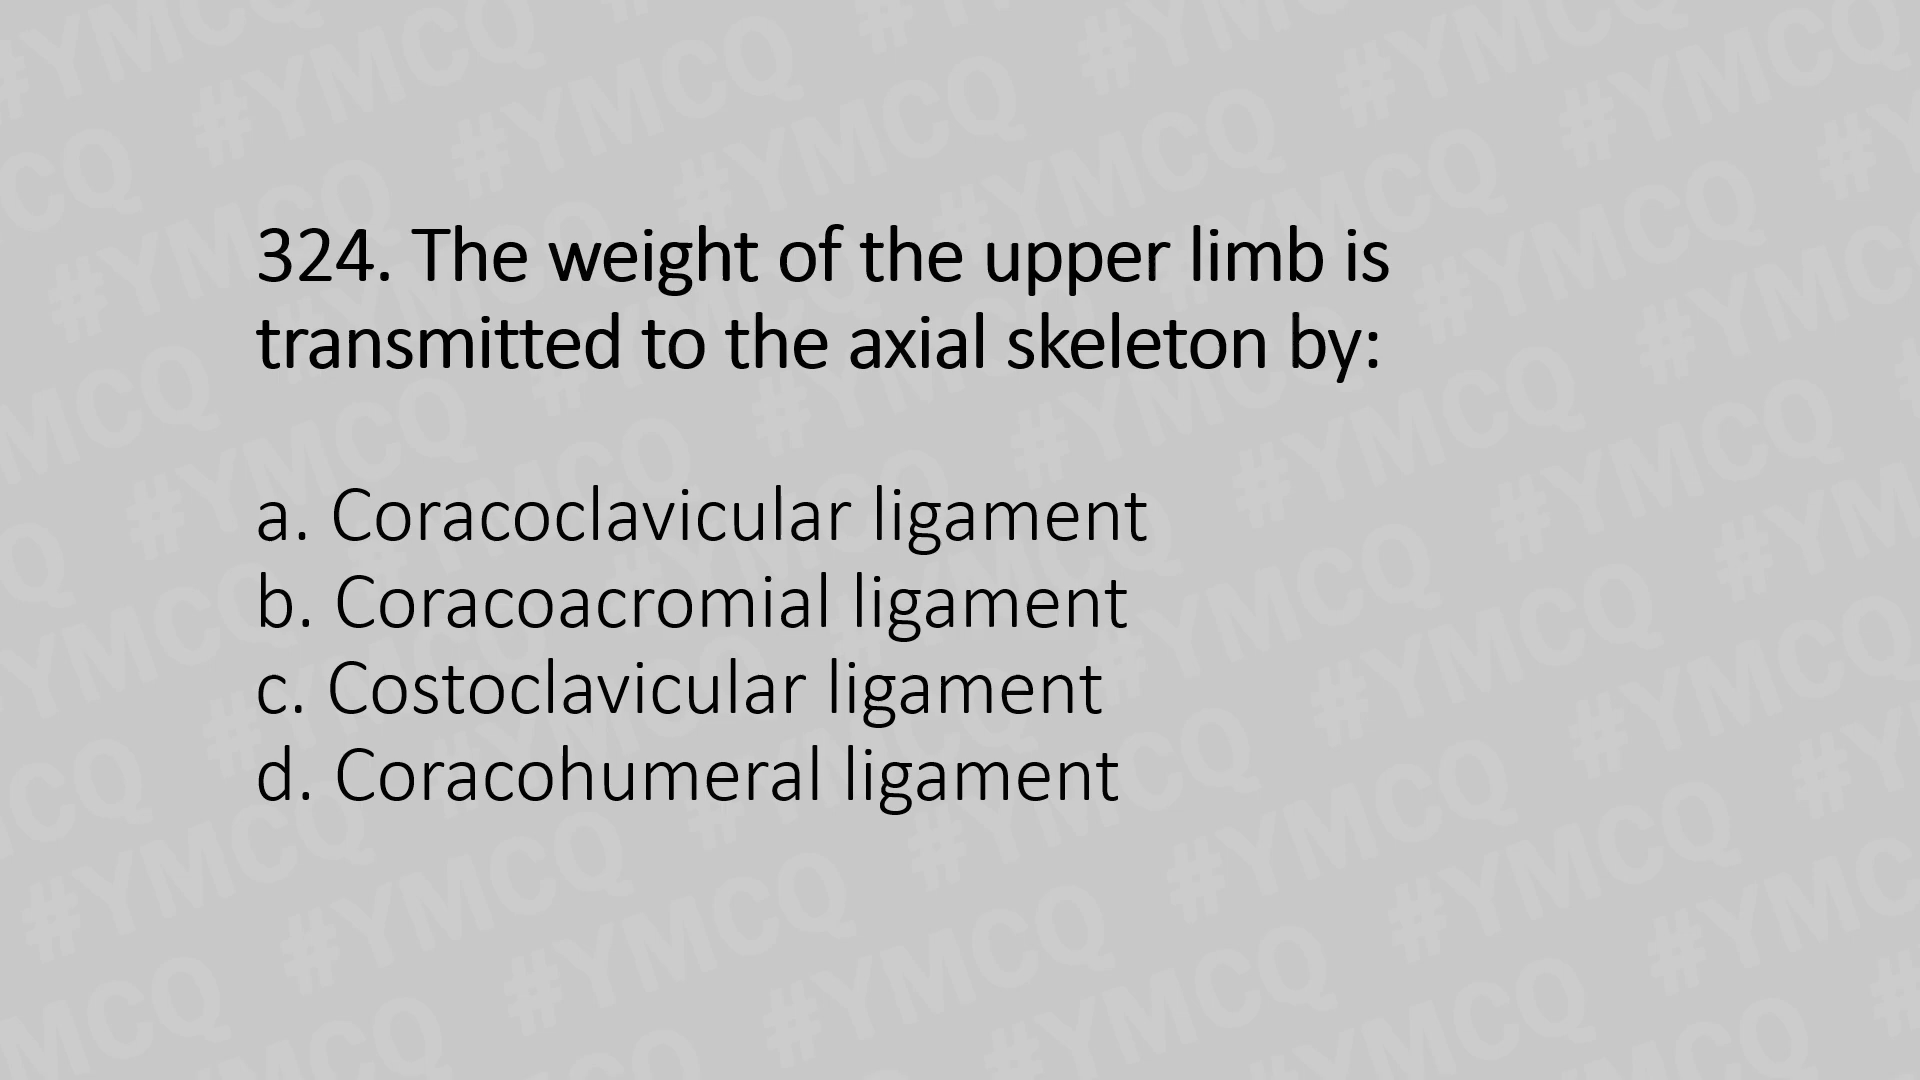 324. The weight of the upper limb is
transmitted to the axial skeleton by:
a. Coracoclavicular ligament
b. Coracoacromial ligament
c. Costoclavicular ligament
d. Coracohumeral ligament
#YMCQ